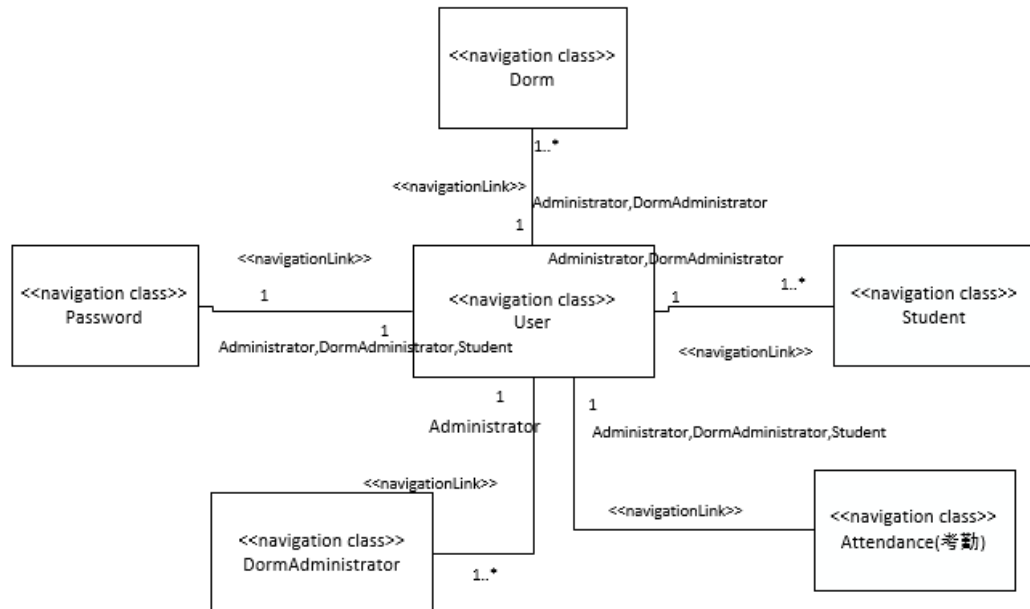 <<navigation class>>
Dorm
1..*
<<navigationLink>>
Administrator,DormAdministrator
1
<<navigationLink>>
Administrator,DormAdministrator
<<navigation class>>
Password
1
<<navigation class>>
User
1
1..*
<<navigation class>>
Student
1
Administrator,DormAdministrator,Student
<<navigationLink>>
1
Administrator
1
Administrator,DormAdministrator,Student
<<navigationLink>>
<<navigationLink>>
<<navigation class>>
Attendance(考勤)
<<navigation class>>
DormAdministrator
1..*